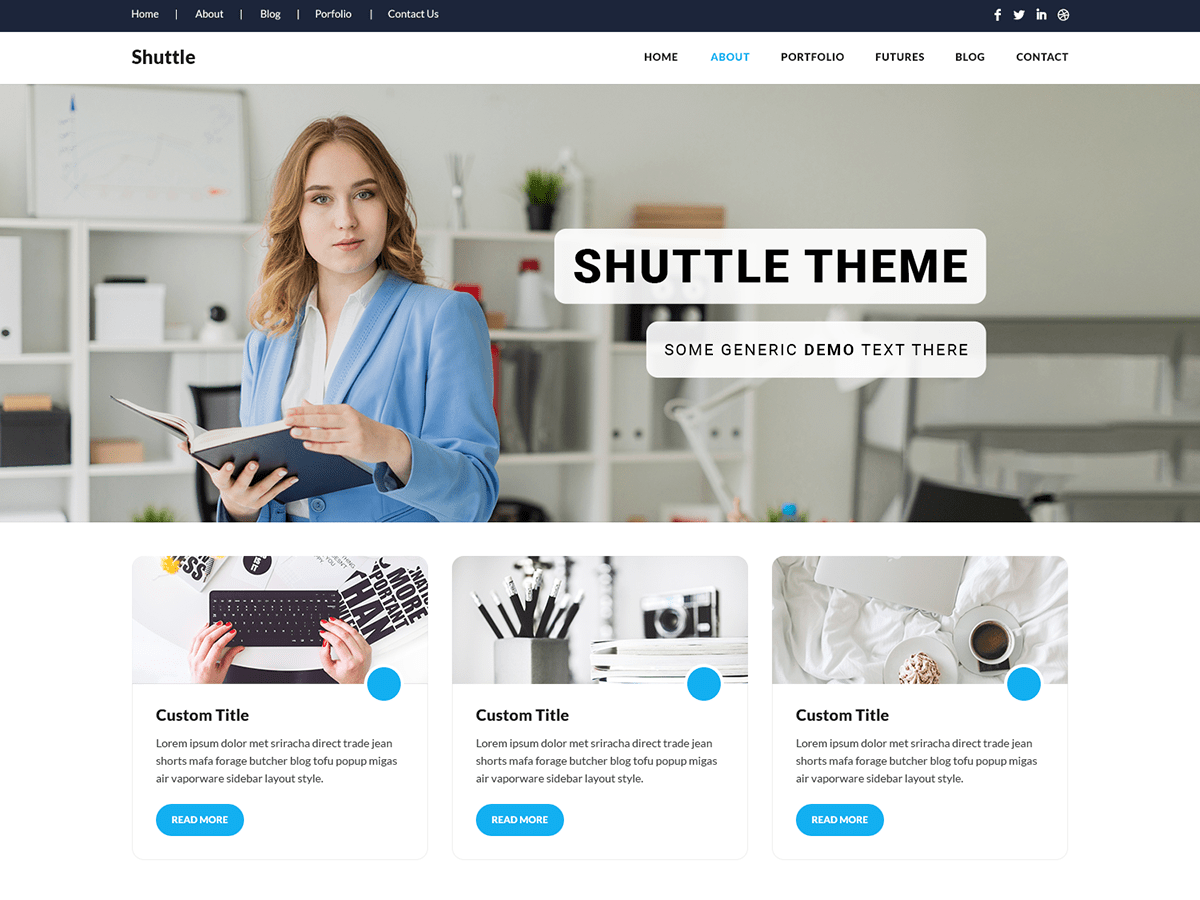 Home | About | Blog | Porfolio | Contact Us
Shuttle
HOME ABOUT PORTFOLIO FUTURES BLOG CONTACT
SHUTTLE THEME
SOME GENERIC DEMO TEXT THERE
THAN
IMPORTANT
MORE
Custom Title
Lorem ipsum dolor met sriracha direct trade jean
shorts mafa forage butcher blog tofu popup migas
air vaporware sidebar layout style.
READ MORE
Custom Title
Lorem ipsum dolor met sriracha direct trade jean
shorts mafa forage butcher blog tofu popup migas
air vaporware sidebar layout style.
READ MORE
Custom Title
Lorem ipsum dolor met sriracha direct trade jean
shorts mafa forage butcher blog tofu popup migas
air vaporware sidebar layout style.
READ MORE